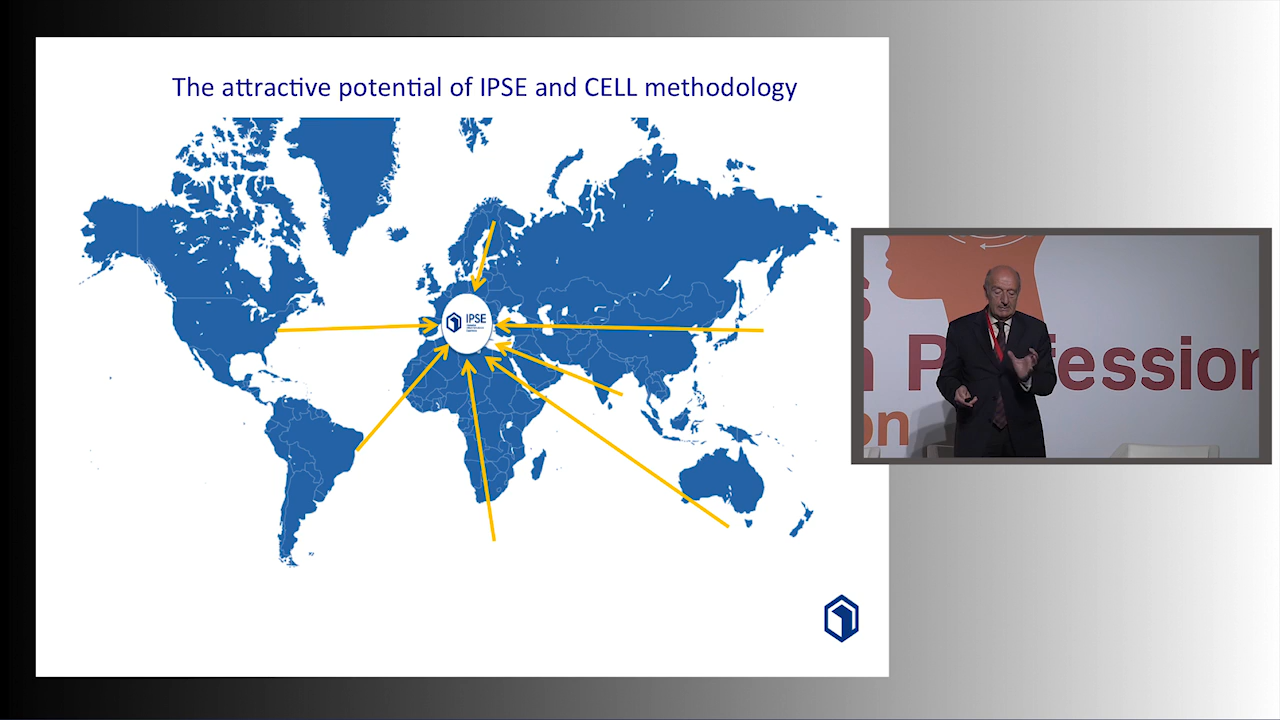 The attractive potential of IPSE and CELL methodology
IPSE
Profession
on